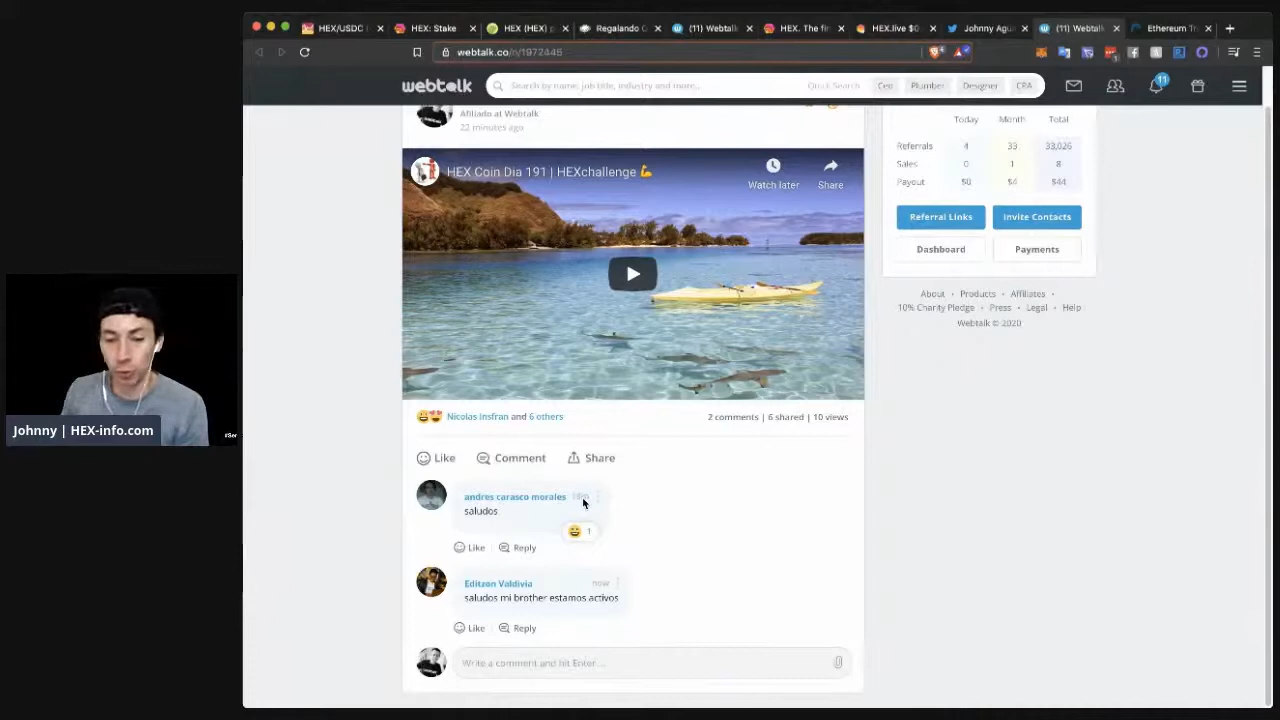 HEX/USDC
HEX: Stake
HEX (HEX) p
Regalando C
(11) Webtalk
HEX. The fir
HEX.live $G
Johnny Agu
(11) Webtalk
Ethereum Tr
webtalk.co/n/1972445
webtalk
Search by name, job title, industry and more...
Quick Search
Ceo
Plumber
Designer
CPA
11
Afiliado at Webtalk
22 minutes ago
HEX Coin Dia 191 | HEXchallenge 💪
Watch later
Share
Nicolas Insfran and 6 others
2 comments | 6 shared | 10 views
Like
Comment
Share
andres carasco morales
saludos
1
Like
Reply
Editzon Valdivia
now
saludos mi brother estamos activos
Like
Reply
Write a comment and hit Enter...
Today Month Total
Referrals 4 33 33,026
Sales 0 1 8
Payout $0 $4 $44
Referral Links
Invite Contacts
Dashboard
Payments
About • Products • Affiliates •
10% Charity Pledge • Press • Legal • Help
Webtalk © 2020
Johnny | HEX-info.com